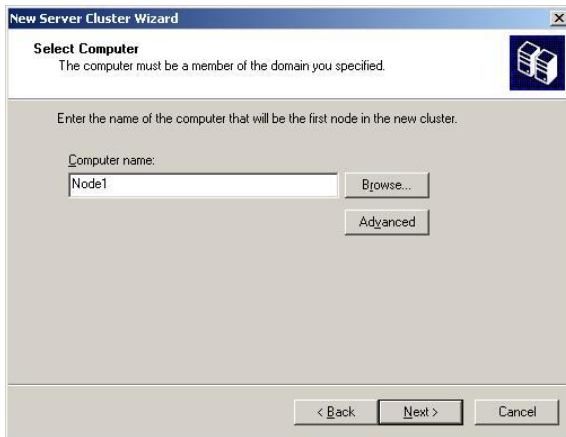 New Server Cluster Wizard
Select Computer
The computer must be a member of the domain you specified.
Enter the name of the computer that will be the first node in the new cluster.
Computer name:
Node1
Browse...
Advanced
< Back
Next >
Cancel